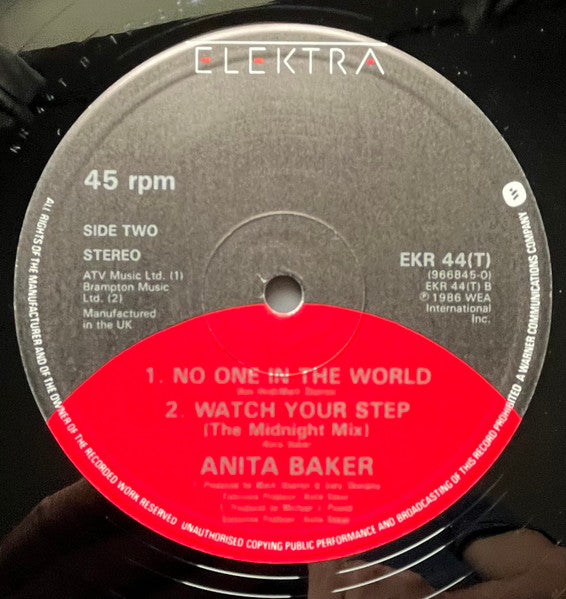 ELEKTRA
45 rpm
SIDE TWO
STEREO
ATV Music Ltd. (1)
Brampton Music
Ltd. (2)
Manufactured
in the UK
EKR 44(T)
(966845-0)
EKR 44(T) B
℗ 1986 WEA
International
Inc.
1. NO ONE IN THE WORLD
2. WATCH YOUR STEP
(The Midnight Mix)
ANITA BAKER
ALL RIGHTS OF THE MANUFACTURER AND OF THE OWNER OF THE RECORDED WORK RESERVED UNAUTHORISED COPYING PUBLIC PERFORMANCE AND BROADCASTING OF THIS RECORD PROHIBITED A WARNER COMMUNICATIONS COMPANY